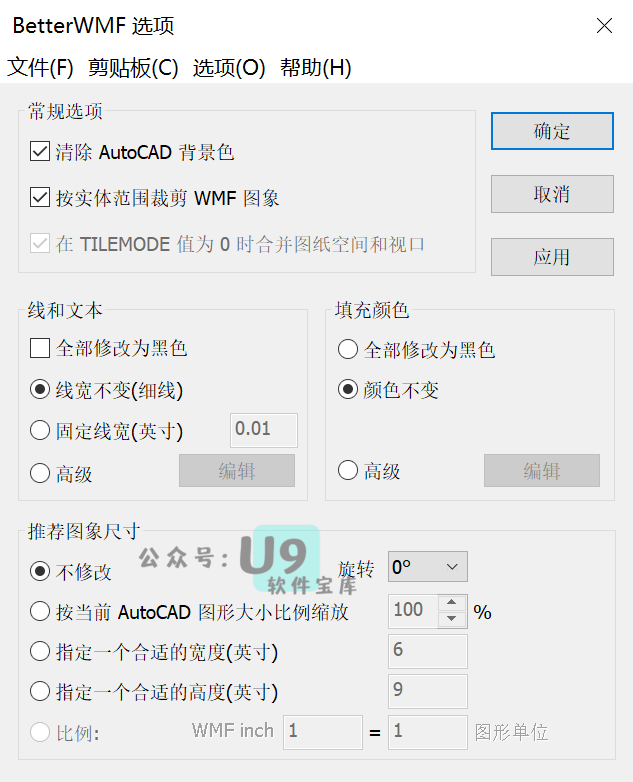 BetterWMF 选项
文件(F) 剪贴板(C) 选项(O) 帮助(H)
常规选项
清除 AutoCAD 背景色
按实体范围裁剪 WMF 图象
在 TILEMODE 值为 0 时合并图纸空间和视口
确定
取消
应用
线和文本
全部修改为黑色
线宽不变(细线)
固定线宽(英寸) 0.01
高级 编辑
填充颜色
全部修改为黑色
颜色不变
高级 编辑
推荐图象尺寸
公众号:U9
软件宝库
不修改 旋转 0º
按当前 AutoCAD 图形大小比例缩放 100 %
指定一个合适的宽度(英寸) 6
指定一个合适的高度(英寸) 9
比例: WMF inch 1 = 1 图形单位